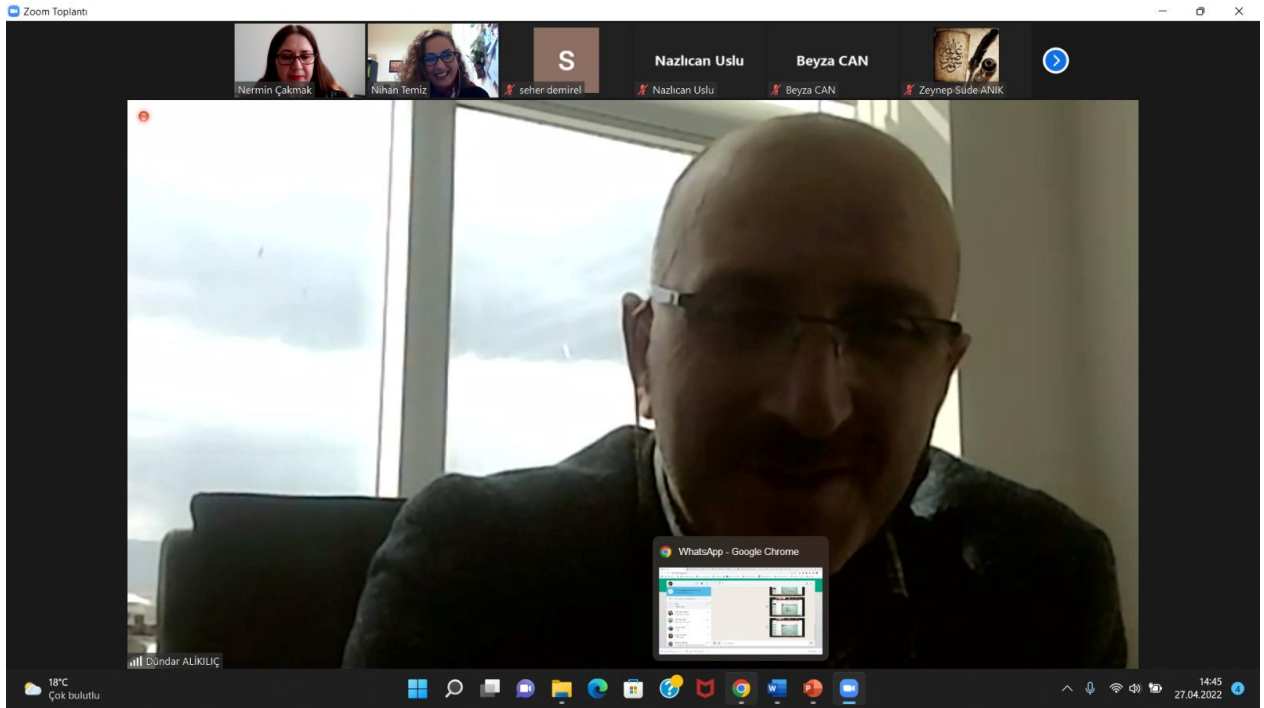 Zoom Toplantı
S
Nazlıcan Uslu
Beyza CAN
Nermin Çakmak
Nihan Temiz
seher demirel
Nazlıcan Uslu
Beyza CAN
Zeynep Sude ANIK
WhatsApp - Google Chrome
Dündar ALİKILIÇ
18°C
Çok bulutlu
14:45
27.04.2022
4